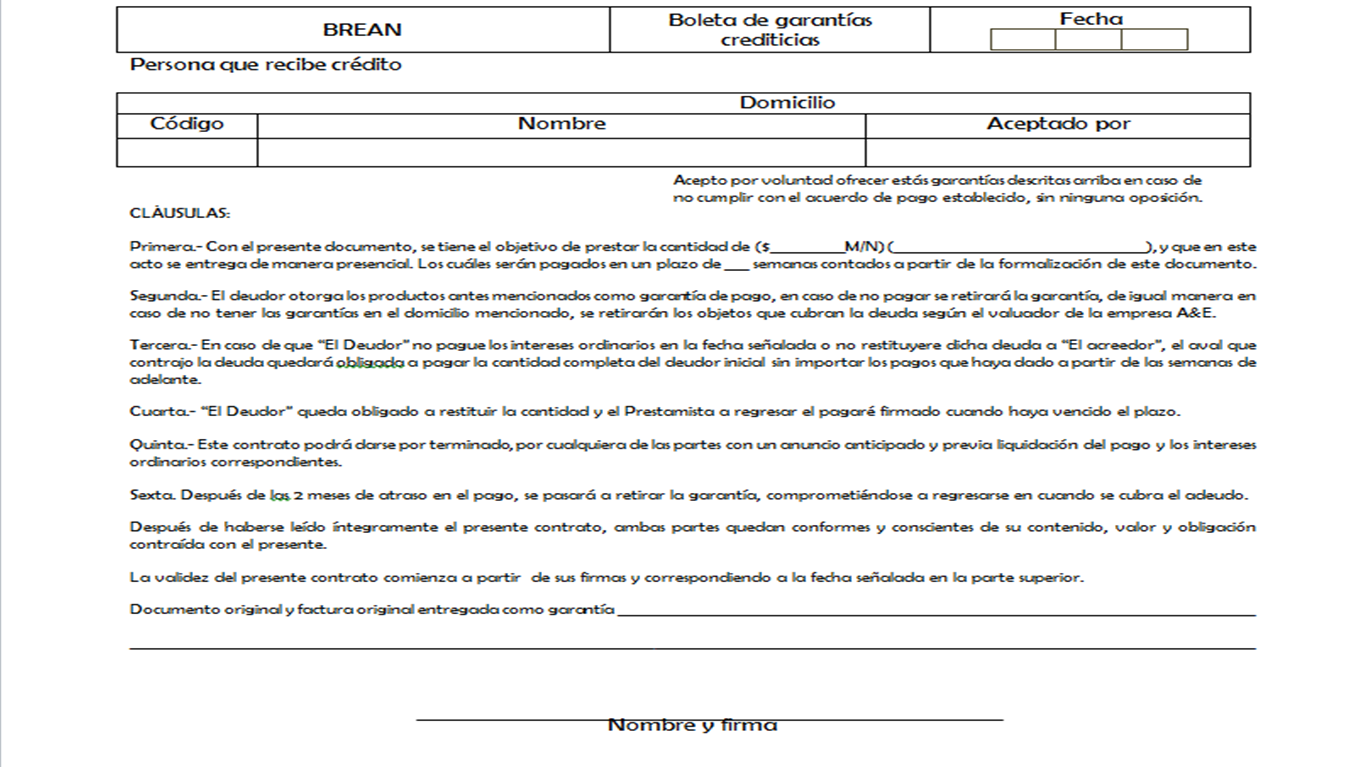 BREAN
Boleta de garantías
crediticias
Fecha
Persona que recibe crédito
Domicilio
Código Nombre Aceptado por
Acepto por voluntad ofrecer estás garantías descritas arriba en caso de
no cumplir con el acuerdo de pago establecido, sin ninguna oposición.
CLÀUSULAS:
Primera.- Con el presente documento, se tiene el objetivo de prestar la cantidad de ($_________M/N) (______________________________), y que en este
acto se entrega de manera presencial. Los cuáles serán pagados en un plazo de ___ semanas contados a partir de la formalización de este documento.
Segunda.- El deudor otorga los productos antes mencionados como garantía de pago, en caso de no pagar se retirará la garantía, de igual manera en
caso de no tener las garantías en el domicilio mencionado, se retirarán los objetos que cubran la deuda según el valuador de la empresa A&E.
Tercera.- En caso de que “El Deudor” no pague los intereses ordinarios en la fecha señalada o no restituyere dicha deuda a “El acreedor”, el aval que
contrajo la deuda quedará obligada a pagar la cantidad completa del deudor inicial sin importar los pagos que haya dado a partir de las semanas de
adelante.
Cuarta.- “El Deudor” queda obligado a restituir la cantidad y el Prestamista a regresar el pagaré firmado cuando haya vencido el plazo.
Quinta.- Este contrato podrá darse por terminado, por cualquiera de las partes con un anuncio anticipado y previa liquidación del pago y los intereses
ordinarios correspondientes.
Sexta. Después de las 2 meses de atraso en el pago, se pasará a retirar la garantía, comprometiéndose a regresarse en cuando se cubra el adeudo.
Después de haberse leído íntegramente el presente contrato, ambas partes quedan conformes y conscientes de su contenido, valor y obligación
contraída con el presente.
La validez del presente contrato comienza a partir de sus firmas y correspondiendo a la fecha señalada en la parte superior.
Documento original y factura original entregada como garantía ______________________________
Nombre y firma